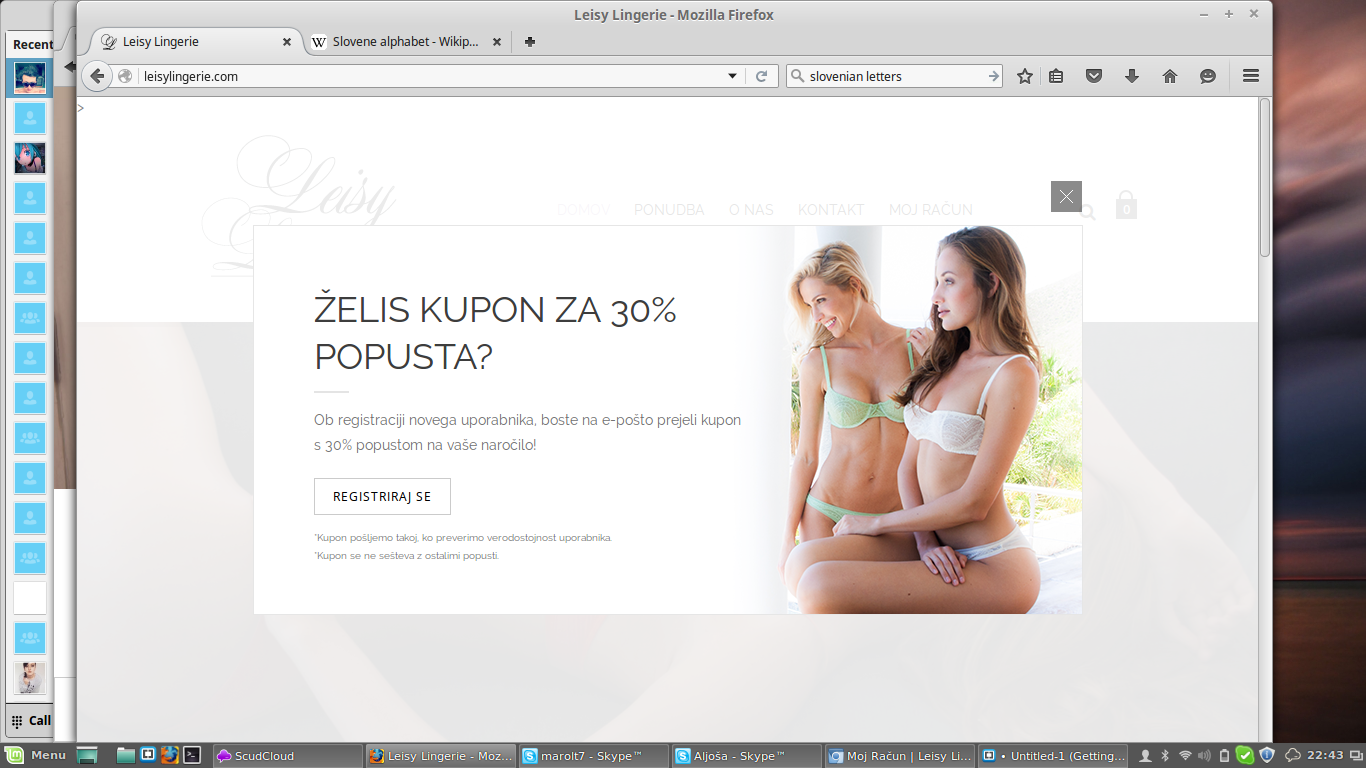 Leisy Lingerie - Mozilla Firefox
Recent
Leisy Lingerie
Slovene alphabet - Wikip...
leisylingerie.com
slovenian letters
>
Leisy
DOMOV PONUDBA O NAS KONTAKT MOJ RAČUN
0
ŽELIS KUPON ZA 30%
POPUSTA?
Ob registraciji novega uporabnika, boste na e-pošto prejeli kupon
s 30% popustom na vaše naročilo!
REGISTRIRAJ SE
*Kupon pošljemo takoj, ko preverimo verodostojnost uporabnika.
*Kupon se ne sešteva z ostalimi popusti.
Call
Menu ScudCloud Leisy Lingerie - Moz... marolt7 - Skype™ Aljoša - Skype™ Moj Račun | Leisy Li... • Untitled-1 (Getting... 22:43